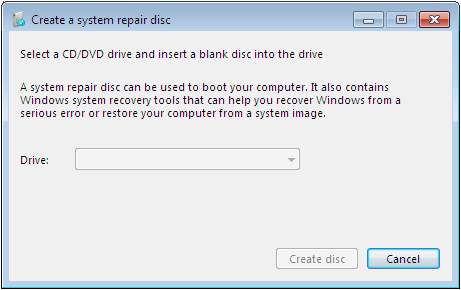 Create a system repair disc
Select a CD/DVD drive and insert a blank disc into the drive
A system repair disc can be used to boot your computer. It also contains
Windows system recovery tools that can help you recover Windows from a
serious error or restore your computer from a system image.
Drive:
Create disc Cancel